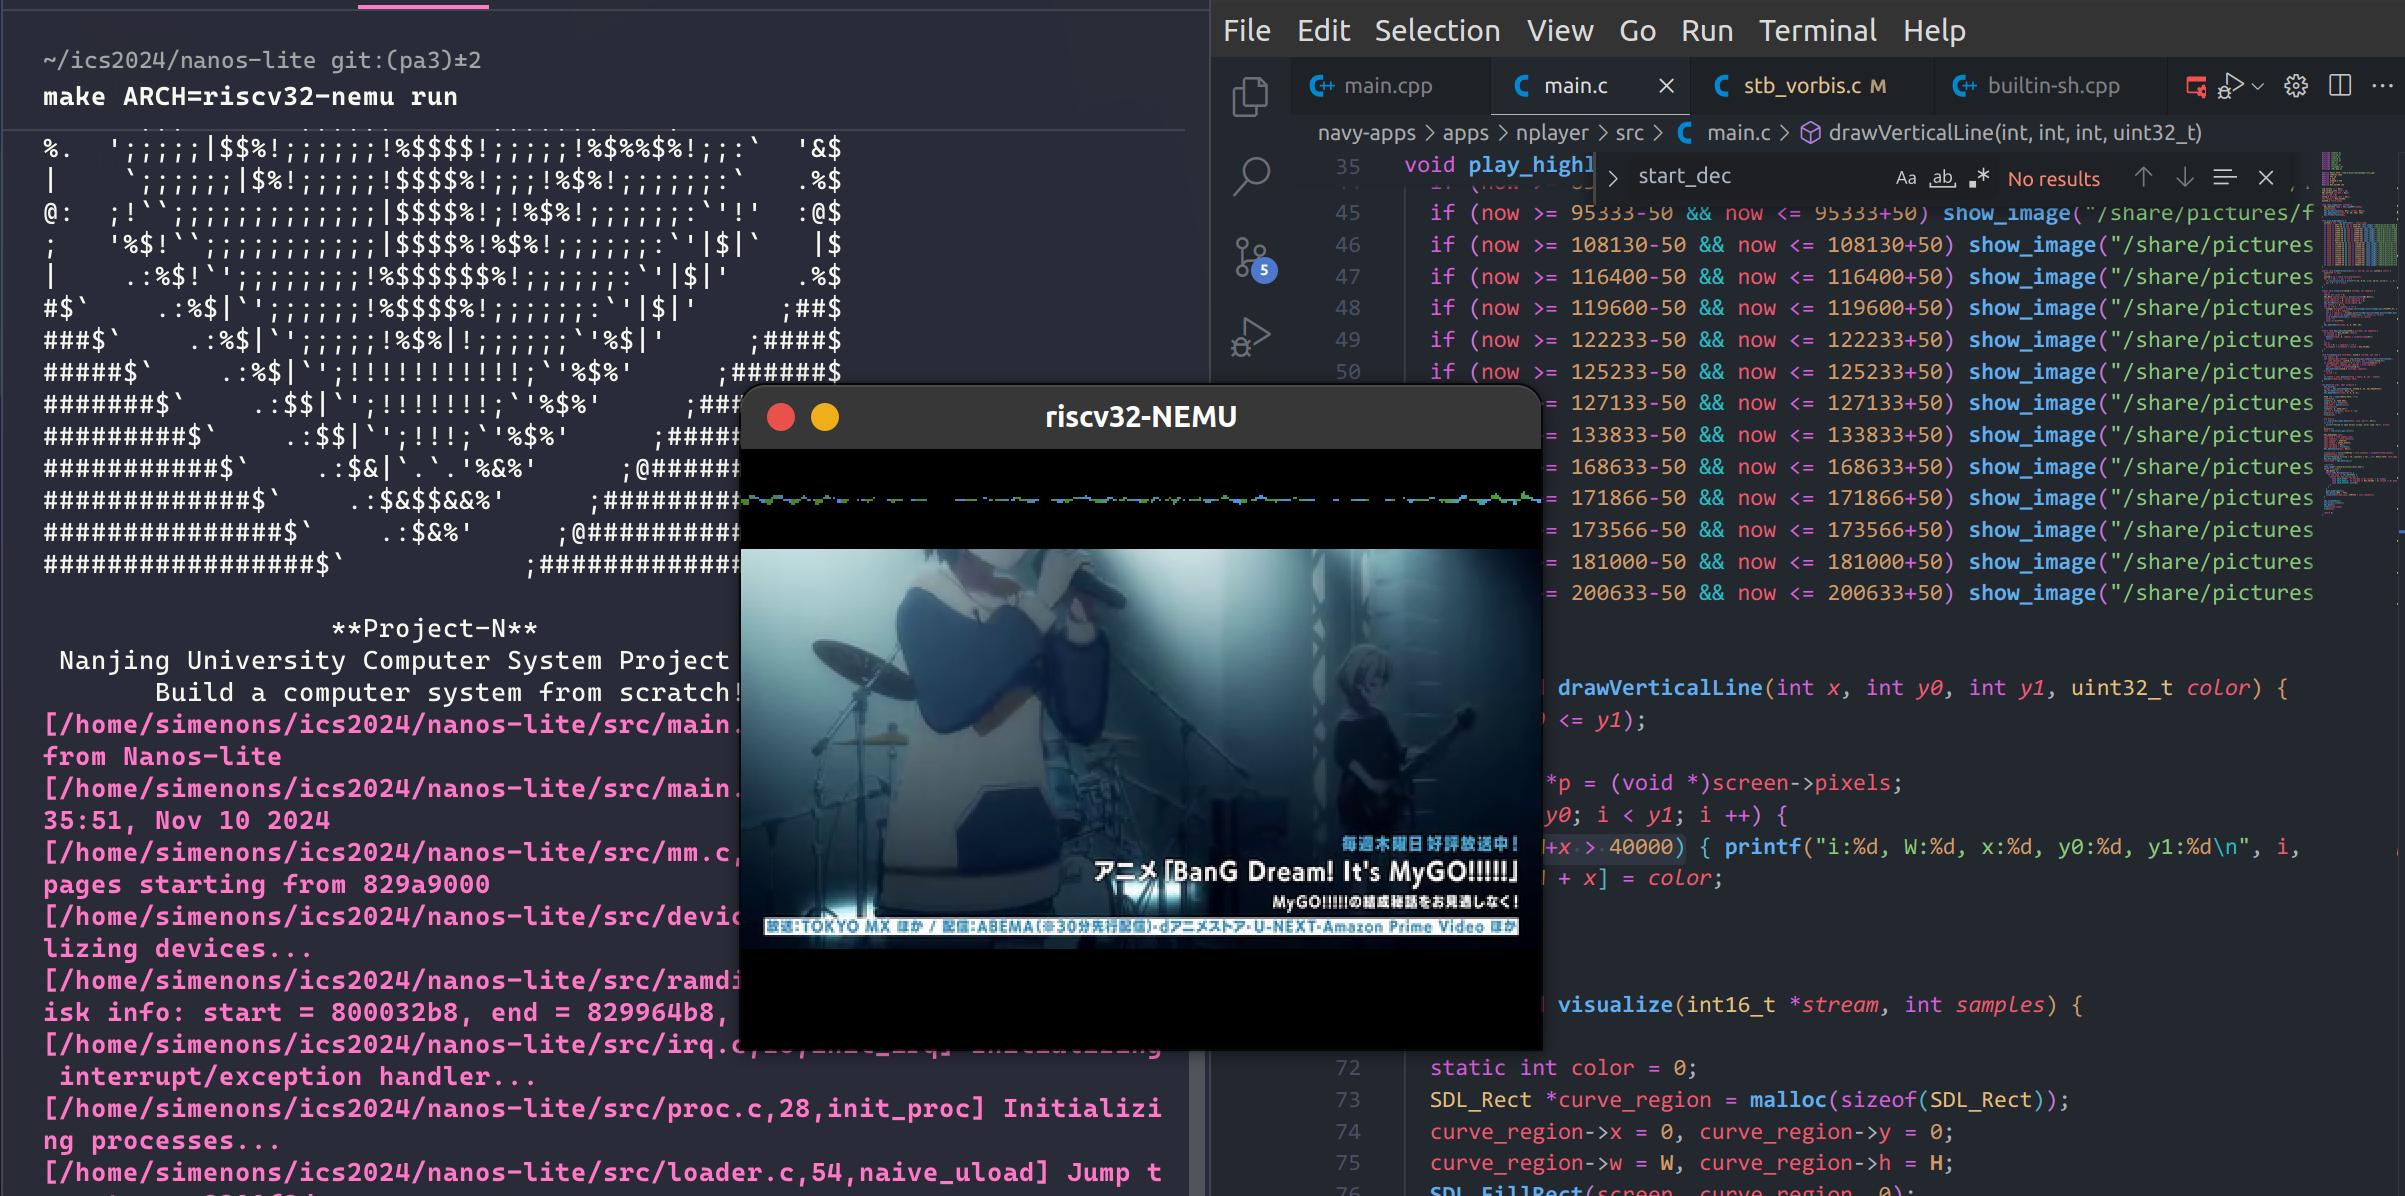 ~/ics2024/nanos-lite git:(pa3)±2
make ARCH=riscv32-nemu run
%.   ';;;;;|$$%!;;;;;;!%$$$$!;;;;;!%$%%$%!;;:`  '&$
|    `;;;;;;|$%!;;;;;!$$$$%!;;;!%$%!;;;;;;;:`   .%$
@:  ;!``;;;;;;;;;;;;;|$$$$%!;!%$%!;;;;;;;:`'!'  :@$
;   '%$!``;;;;;;;;;;;|$$$$%!%$%!;;;;;;;:`'|$|`   |$
|    .:%$!`';;;;;;;;!%$$$$$$%!;;;;;;;:`'|$|'    .%$
#$`    .:%$|`';;;;;;!%$$$$%!;;;;;;:`'|$|'     ;##$
###$`    .:%$|`';;;;;!%$%|!;;;;;;`'%$|'     ;####$
#####$`    .:%$|`';!!!!!!!!!!!;`'%$%'     ;######$
#######$`    .:$$|`';!!!!!!!;`'%$%'     ;###
#########$`    .:$$|`';!!!;`'%$%'     ;#####
###########$`    .:$&|`.`.'%&%'     ;@######
#############$`    .:$&$$&&%'     ;#########
###############$`    .:$&%'     ;@##########
#################$`           ;#############
**Project-N**
Nanjing University Computer System Project
Build a computer system from scratch!
[/home/simenons/ics2024/nanos-lite/src/main.
from Nanos-lite
[/home/simenons/ics2024/nanos-lite/src/main.
35:51, Nov 10 2024
[/home/simenons/ics2024/nanos-lite/src/mm.c,
pages starting from 829a9000
[/home/simenons/ics2024/nanos-lite/src/devic
lizing devices...
[/home/simenons/ics2024/nanos-lite/src/ramdi
isk info: start = 800032b8, end = 829964b8,
[/home/simenons/ics2024/nanos-lite/src/irq.c,16,init_irq] Initializing
interrupt/exception handler...
[/home/simenons/ics2024/nanos-lite/src/proc.c,28,init_proc] Initializi
ng processes...
[/home/simenons/ics2024/nanos-lite/src/loader.c,54,naive_uload] Jump t
riscv32-NEMU
毎週木曜日 好評放送中!
アニメ「BanG Dream! It's MyGO!!!!!」
MyGO!!!!!の結成秘話をお見逃しなく!
放送:TOKYO MX ほか / 配信:ABEMA(※30分先行配信)・dアニメストア・U-NEXT・Amazon Prime Video ほか
File Edit Selection View Go Run Terminal Help
main.cpp main.c stb_vorbis.c M builtin-sh.cpp
navy-apps > apps > nplayer > src > main.c > drawVerticalLine(int, int, int, uint32_t)
35 void play_highl
start_dec Aa ab .* No results
45 if (now >= 95333-50 && now <= 95333+50) show_image("/share/pictures/f
46 if (now >= 108130-50 && now <= 108130+50) show_image("/share/pictures
47 if (now >= 116400-50 && now <= 116400+50) show_image("/share/pictures
48 if (now >= 119600-50 && now <= 119600+50) show_image("/share/pictures
49 if (now >= 122233-50 && now <= 122233+50) show_image("/share/pictures
50 if (now >= 125233-50 && now <= 125233+50) show_image("/share/pictures
= 127133-50 && now <= 127133+50) show_image("/share/pictures
= 133833-50 && now <= 133833+50) show_image("/share/pictures
= 168633-50 && now <= 168633+50) show_image("/share/pictures
= 171866-50 && now <= 171866+50) show_image("/share/pictures
= 173566-50 && now <= 173566+50) show_image("/share/pictures
= 181000-50 && now <= 181000+50) show_image("/share/pictures
= 200633-50 && now <= 200633+50) show_image("/share/pictures
drawVerticalLine(int x, int y0, int y1, uint32_t color) {
<= y1);
*p = (void *)screen->pixels;
y0; i < y1; i ++) {
+x > 40000) { printf("i:%d, W:%d, x:%d, y0:%d, y1:%d\n", i,
+ x] = color;
visualize(int16_t *stream, int samples) {
72 static int color = 0;
73 SDL_Rect *curve_region = malloc(sizeof(SDL_Rect));
74 curve_region->x = 0, curve_region->y = 0;
75 curve_region->w = W, curve_region->h = H;
76 SDL_FillRect(screen, curve_region, 0);
5